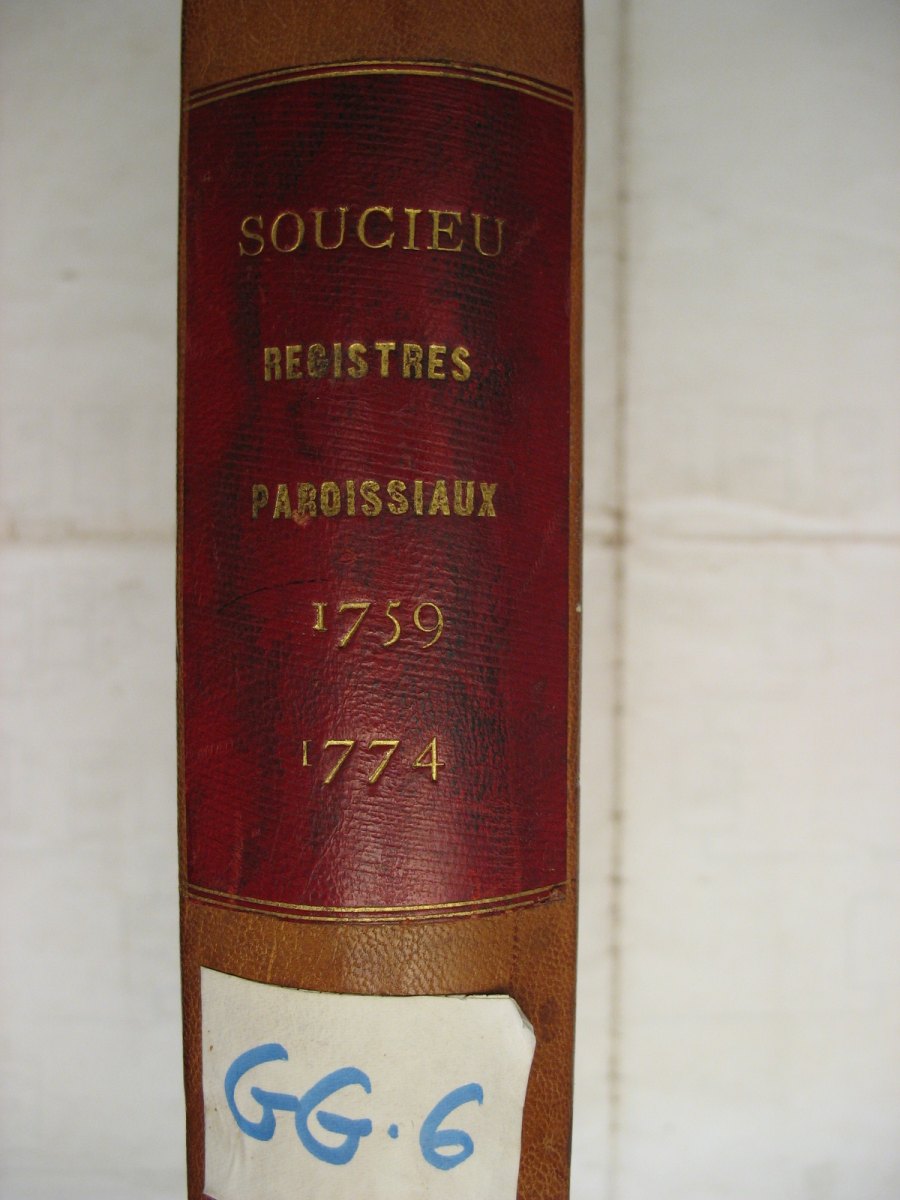 SOUCIEU
REGISTRES
PAROISSIAUX
1759
1774
GG.6